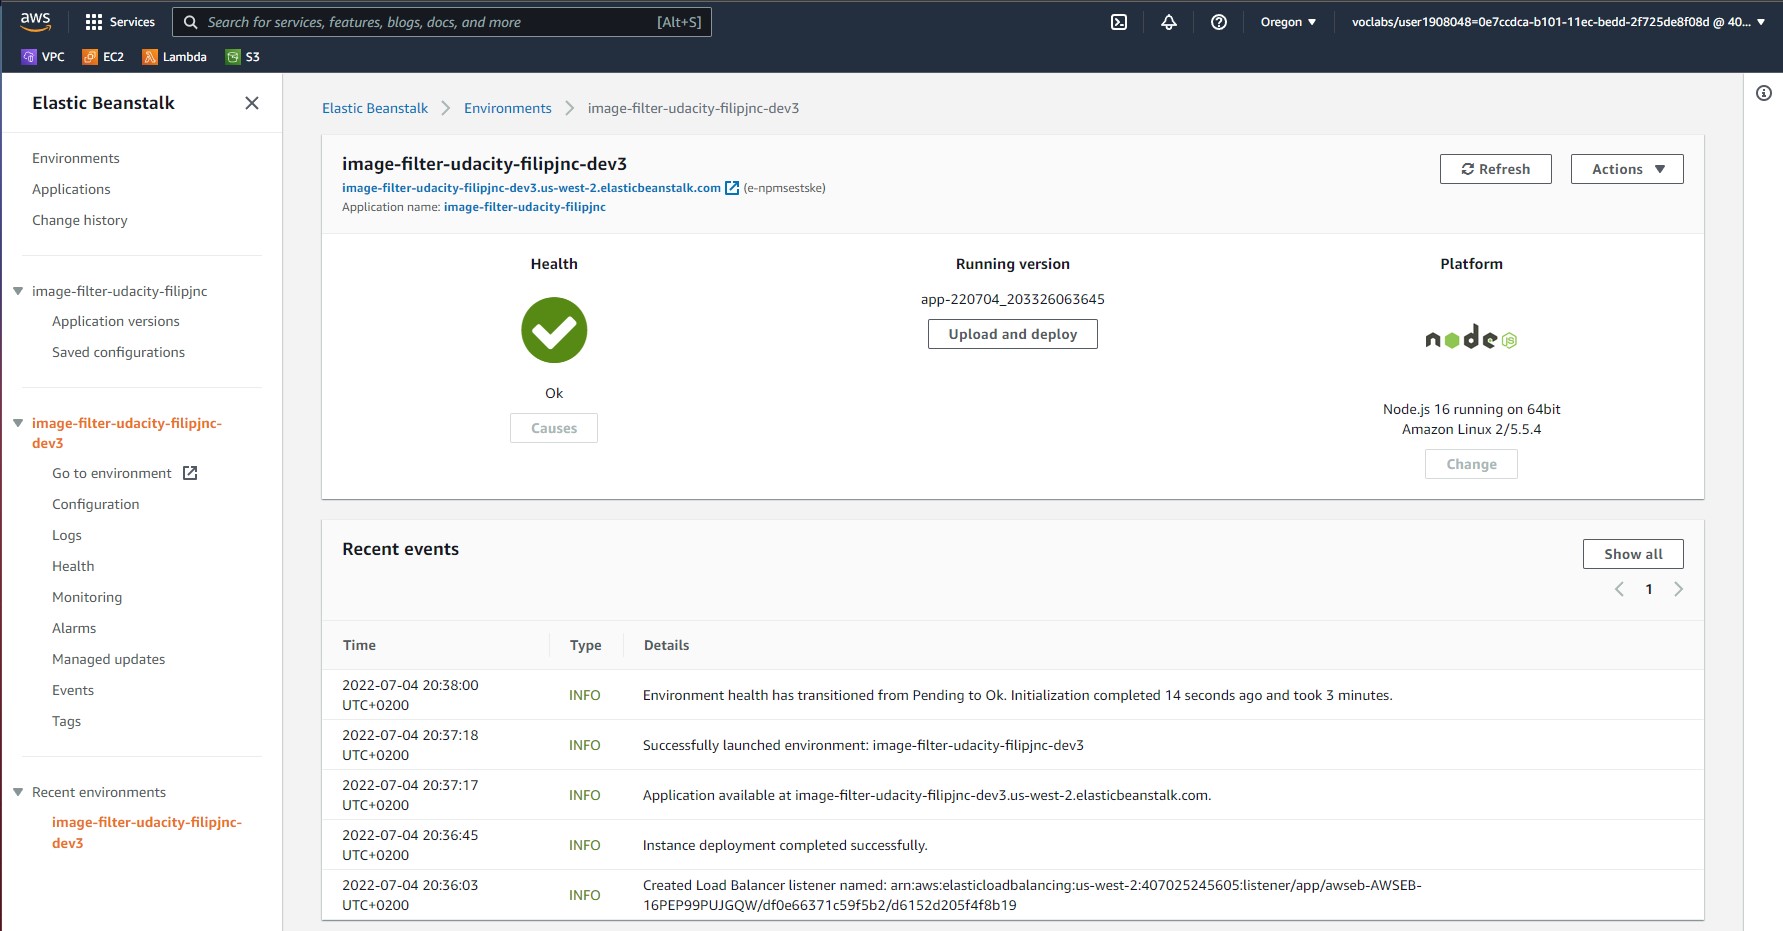 aws
Services
Search for services, features, blogs, docs, and more
[Alt+S]
Oregon
voclabs/user1908048=0e7ccdca-b101-11ec-bedd-2f725de8f08d @ 40...
VPC
EC2
Lambda
S3
Elastic Beanstalk
Environments
Applications
Change history
image-filter-udacity-filipjnc
Application versions
Saved configurations
image-filter-udacity-filipjnc-
dev3
Go to environment
Configuration
Logs
Health
Monitoring
Alarms
Managed updates
Events
Tags
Recent environments
image-filter-udacity-filipjnc-
dev3
Elastic Beanstalk
Environments
image-filter-udacity-filipjnc-dev3
image-filter-udacity-filipjnc-dev3
image-filter-udacity-filipjnc-dev3.us-west-2.elasticbeanstalk.com (e-npmsestske)
Application name: image-filter-udacity-filipjnc
Refresh
Actions
Health
Ok
Causes
Running version
app-220704_203326063645
Upload and deploy
Platform
node JS
Node.js 16 running on 64bit
Amazon Linux 2/5.5.4
Change
Recent events
Show all
1
Time Type Details
2022-07-04 20:38:00
UTC+0200
INFO
Environment health has transitioned from Pending to Ok. Initialization completed 14 seconds ago and took 3 minutes.
2022-07-04 20:37:18
UTC+0200
INFO
Successfully launched environment: image-filter-udacity-filipjnc-dev3
2022-07-04 20:37:17
UTC+0200
INFO
Application available at image-filter-udacity-filipjnc-dev3.us-west-2.elasticbeanstalk.com.
2022-07-04 20:36:45
UTC+0200
INFO
Instance deployment completed successfully.
2022-07-04 20:36:03
UTC+0200
INFO
Created Load Balancer listener named: arn:aws:elasticloadbalancing:us-west-2:407025245605:listener/app/awseb-AWSEB-
16PEP99PUJGQW/df0e66371c59f5b2/d6152d205f4f8b19